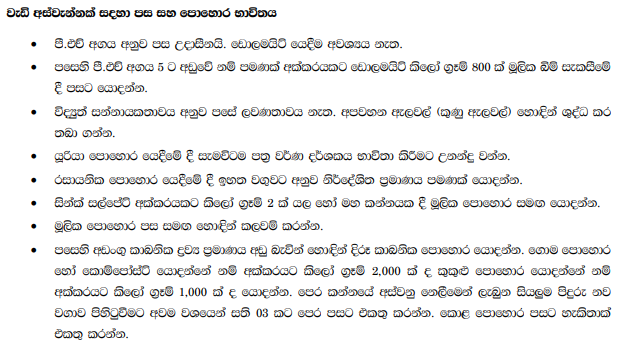 වැඩි අස්වැන්නක් සඳහා පස සහ පොහොර භාවිතය
• පී.එච් අගය අනුව පස උදාසීනයි. ඩොලමයිට් යෙදීම අවශ්‍යය නැත.
• පසෙහි පී.එච් අගය 5 ට අඩුවේ නම් පමණක් අක්කරයකට ඩොලමයිට් කිලෝ ග්‍රෑම් 800 ක් මූලික බිම් සැකසීමේ
දී පසට යොදන්න.
• විද්‍යුත් සන්නායකතාවය අනුව පසේ ලවණතාවය නැත. අපවහන ඇලවල් (කුණු ඇලවල්) හොඳින් ශුද්ධ කර
තබා ගන්න.
• යූරියා පොහොර යෙදීමේ දී සැමවිටම පත්‍ර වර්ණ දර්ශකය භාවිතා කිරීමට උනන්දු වන්න.
• රසායනික පොහොර යෙදීමේ දී ඉහත වගුවට අනුව නිර්දේශිත ප්‍රමාණය පමණක් යොදන්න.
• සින්ක් සල්පේට් අක්කරයකට කිලෝ ග්‍රෑම් 2 ක් යල හෝ මහ කන්නයක දී මූලික පොහොර සමඟ යොදන්න.
• මූලික පොහොර පස සමඟ හොඳින් කලවම් කරන්න.
• පසෙහි අඩංගු කාබනික ද්‍රව්‍ය ප්‍රමාණය අඩු බැවින් හොඳින් දිරූ කාබනික පොහොර යොදන්න. ගොම පොහොර
හෝ කොම්පෝස්ට් යොදන්නේ නම් අක්කරයට කිලෝ ග්‍රෑම් 2,000 ක් ද කුකුළු පොහොර යොදන්නේ නම්
අක්කරයට කිලෝ ග්‍රෑම් 1,000 ක් ද යොදන්න. පෙර කන්නයේ අස්වනු නෙලීමෙන් ලැබුන සියලුම පිදුරු නව
වගාව පිහිටුවීමට අවම වශයෙන් සති 03 කට පෙර පසට එකතු කරන්න. කොළ පොහොර පසට හැකිතාක්
එකතු කරන්න.